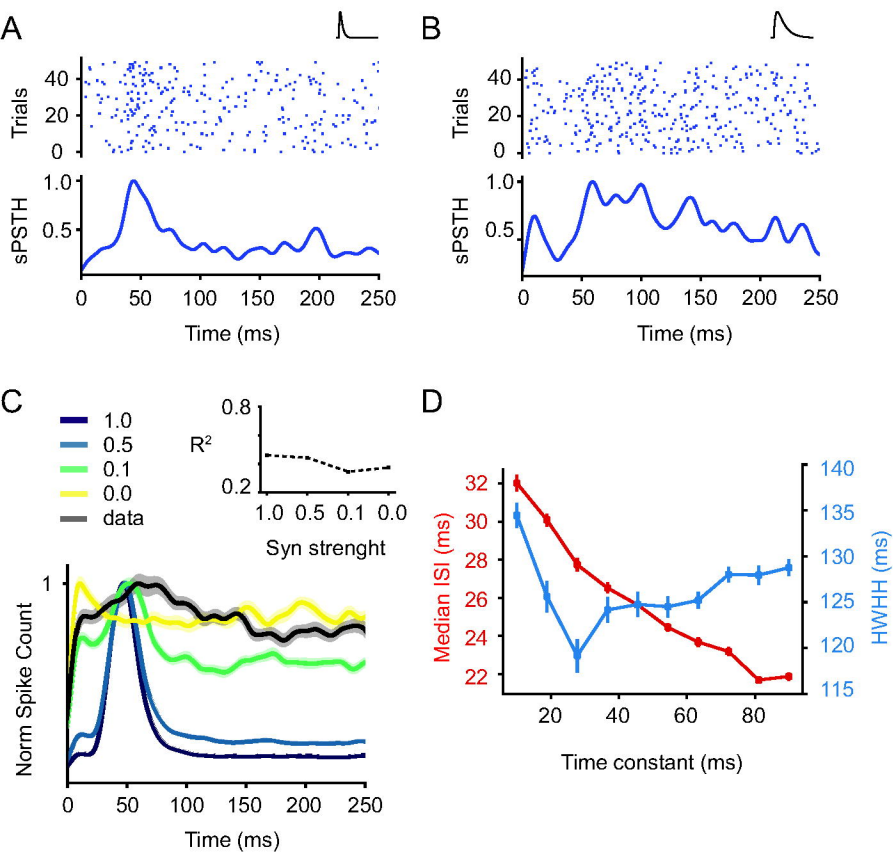 A
Trials
40
20
0
sPSTH
1.0
0.5
0 50 100 150 200 250
Time (ms)
B
Trials
40
20
0
sPSTH
1.0
0.5
0 50 100 150 200 250
Time (ms)
C
1.0
0.5
0.1
0.0
data
R²
0.8
0.2
1.0 0.5 0.1 0.0
Syn strenght
Norm Spike Count
1
0 50 100 150 200 250
Time (ms)
D
Median ISI (ms)
32
30
28
26
24
22
20 40 60 80
Time constant (ms)
140
135
130
125
120
115
HWHH
(ms)